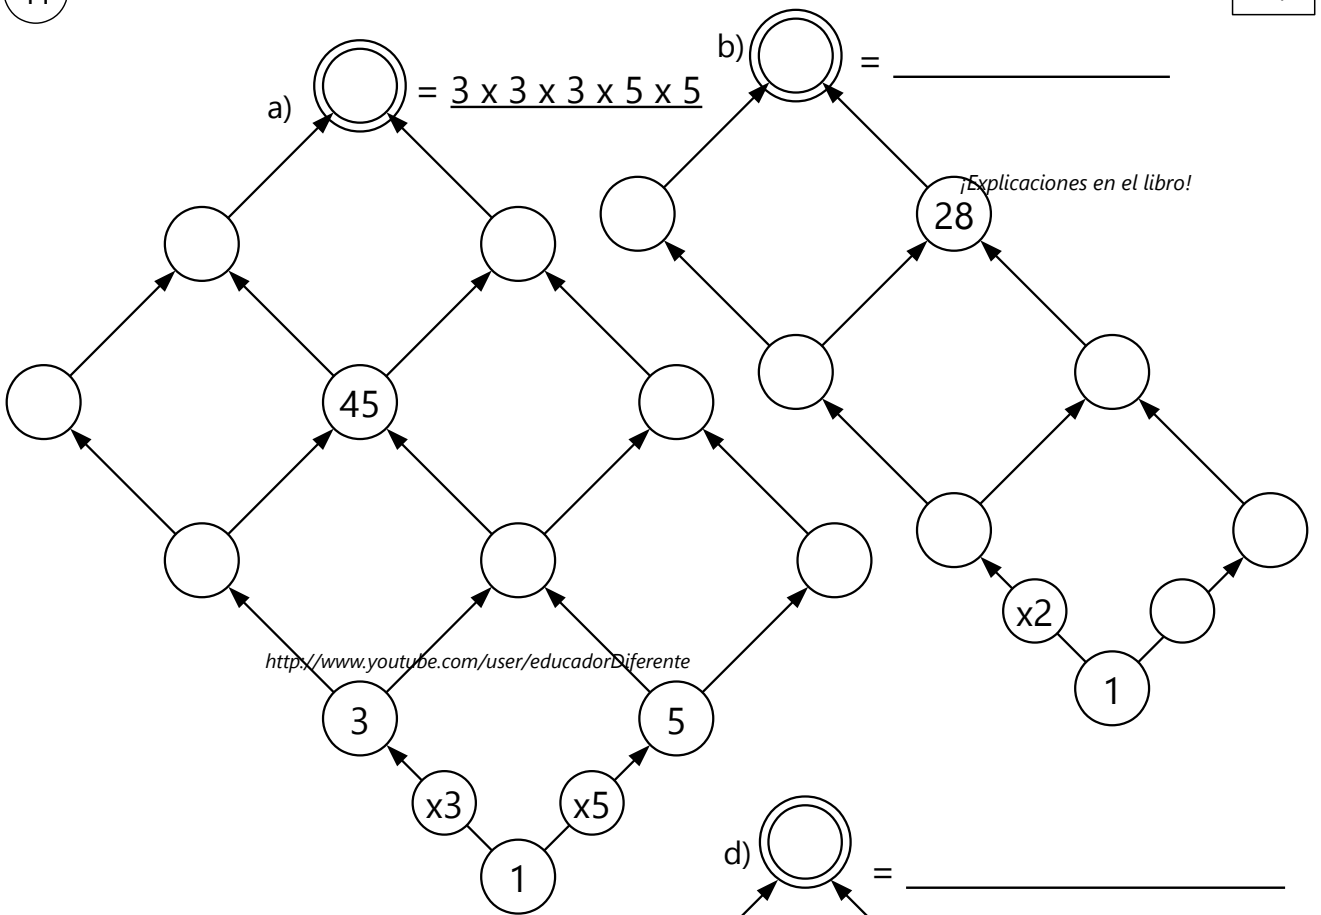 a)
= 3 x 3 x 3 x 5 x 5
b)
=
¡Explicaciones en el libro!
28
45
x2
http://www.youtube.com/user/educadorDiferente
1
3
5
x3
x5
1
d)
=